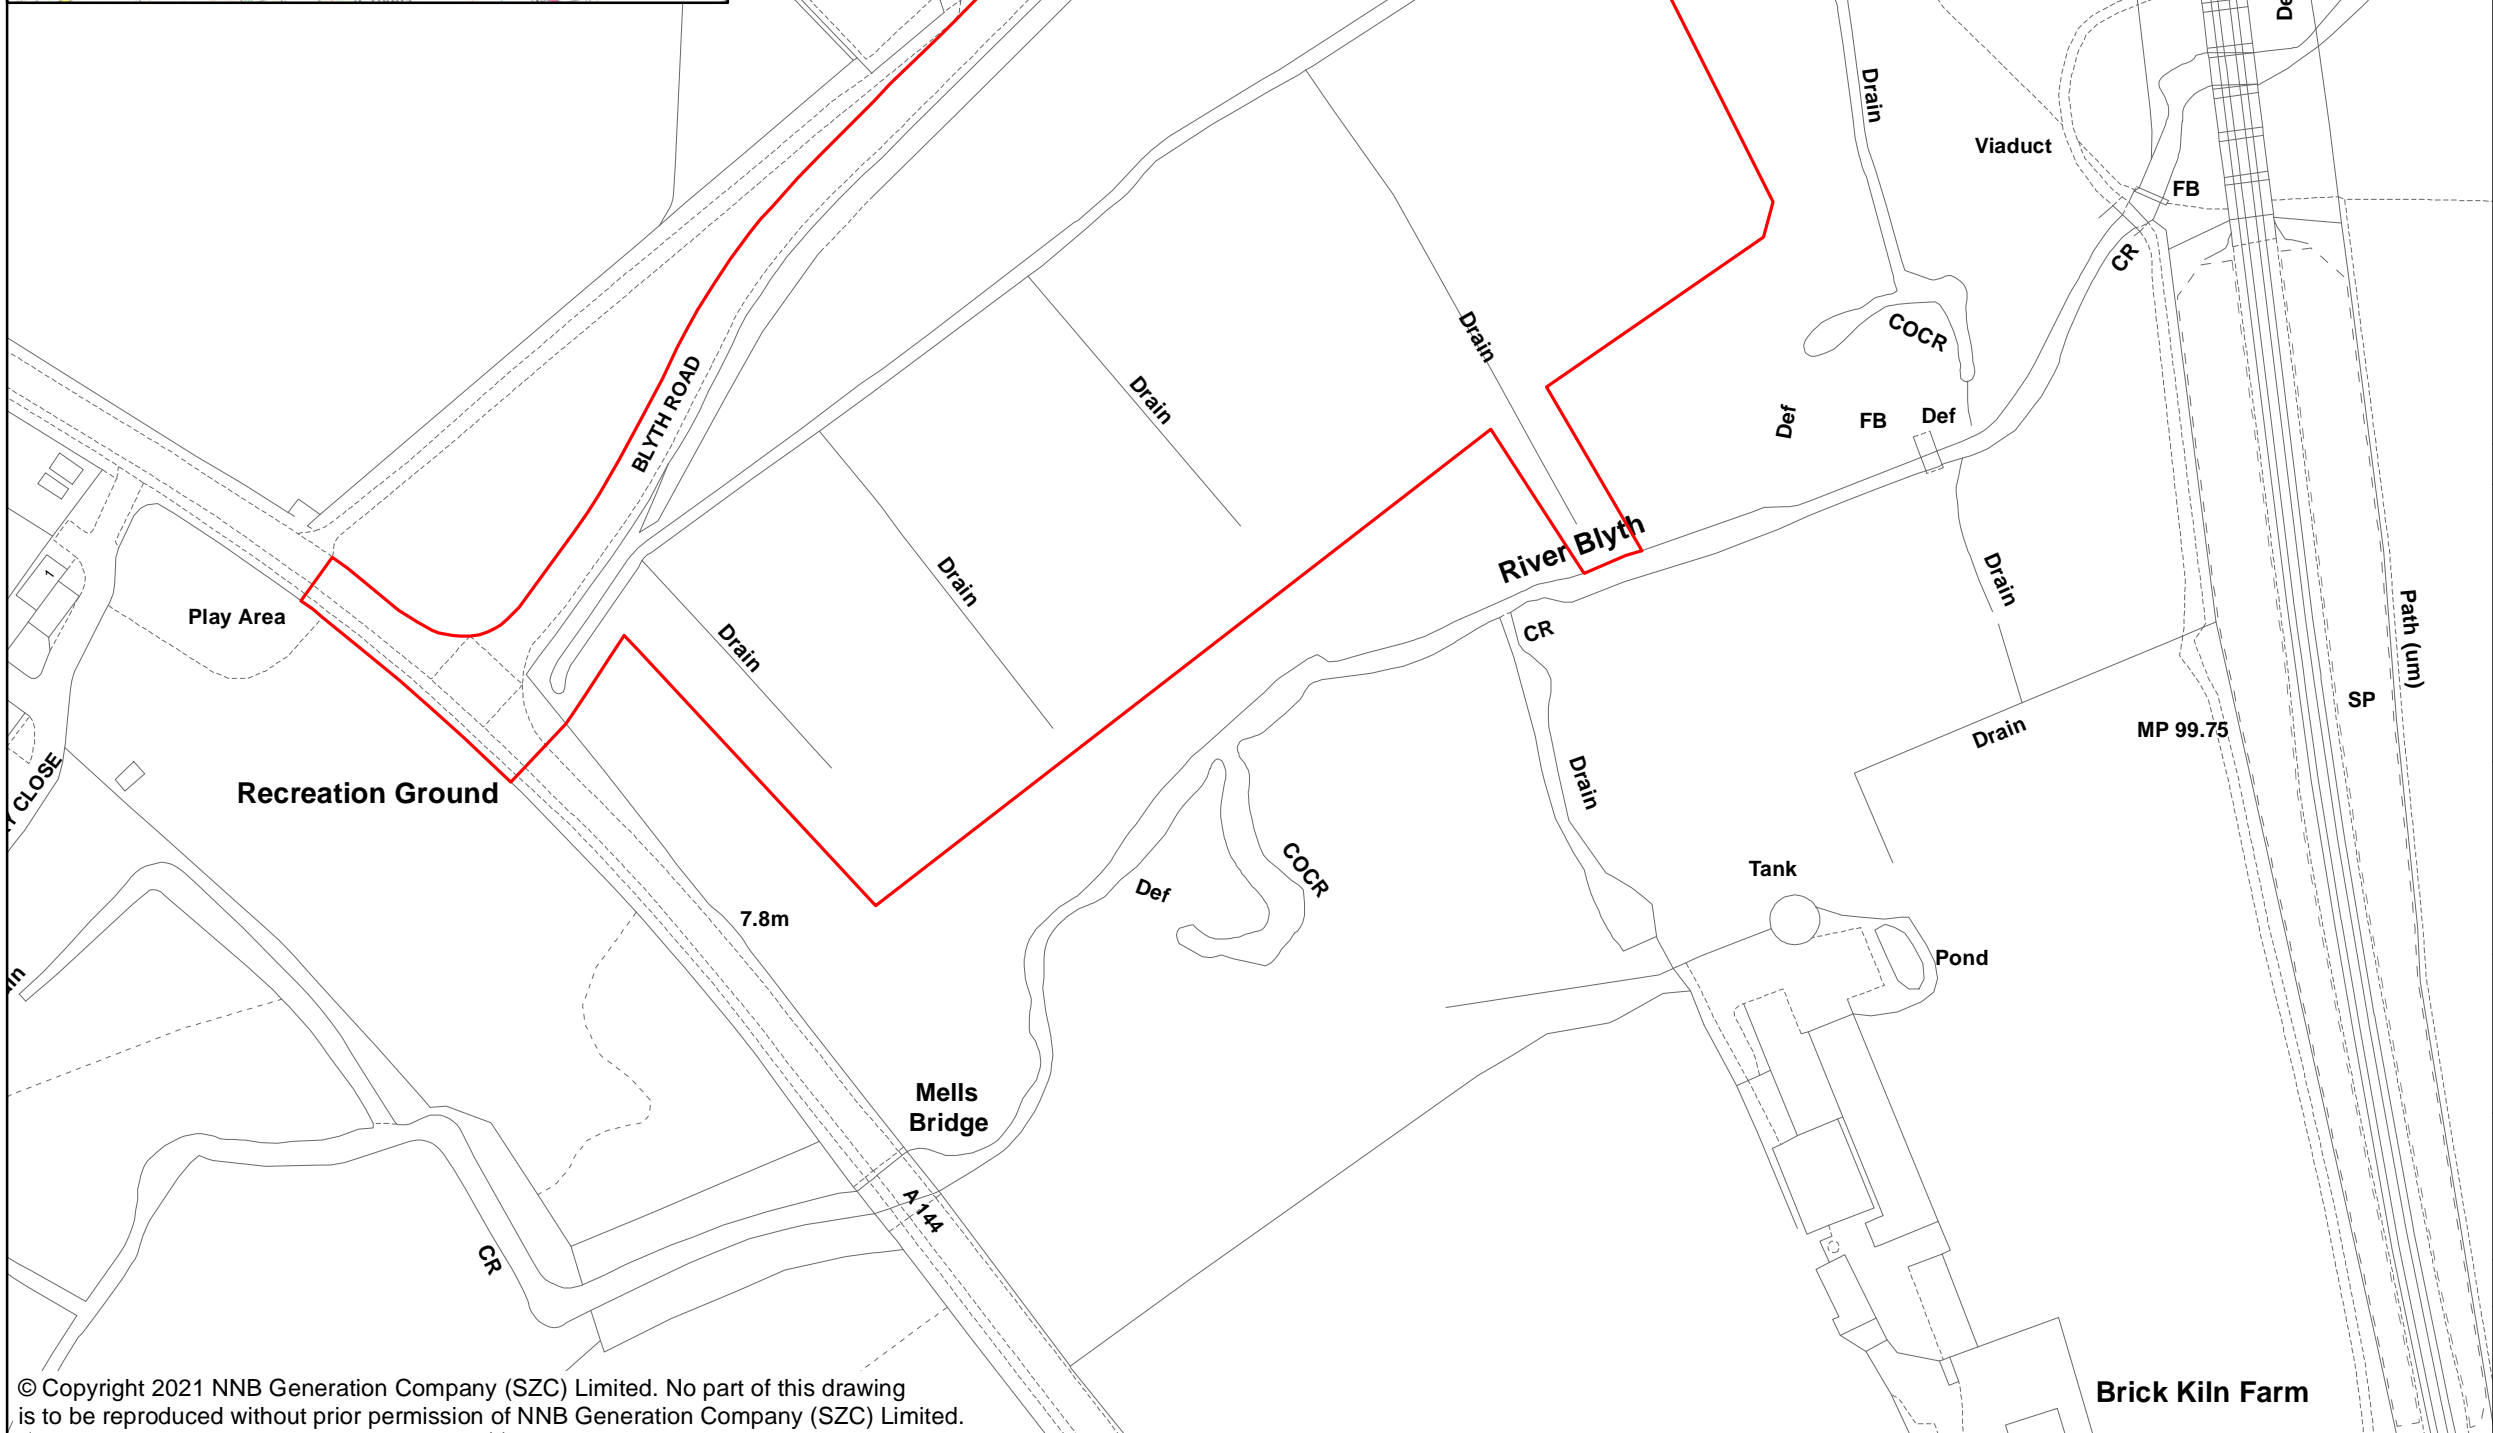 Drain
Viaduct
FB
CR
COCR
Drain
BLYTH ROAD
Drain
Def
FB
Def
River Blyth
Drain
Drain
1
Play Area
Drain
CR
Path (um)
SP
MP 99.75
Drain
Drain
Recreation Ground
COCR
Def
Tank
7.8m
Pond
Mells
Bridge
A 144
CR
Brick Kiln Farm
© Copyright 2021 NNB Generation Company (SZC) Limited. No part of this drawing
is to be reproduced without prior permission of NNB Generation Company (SZC) Limited.